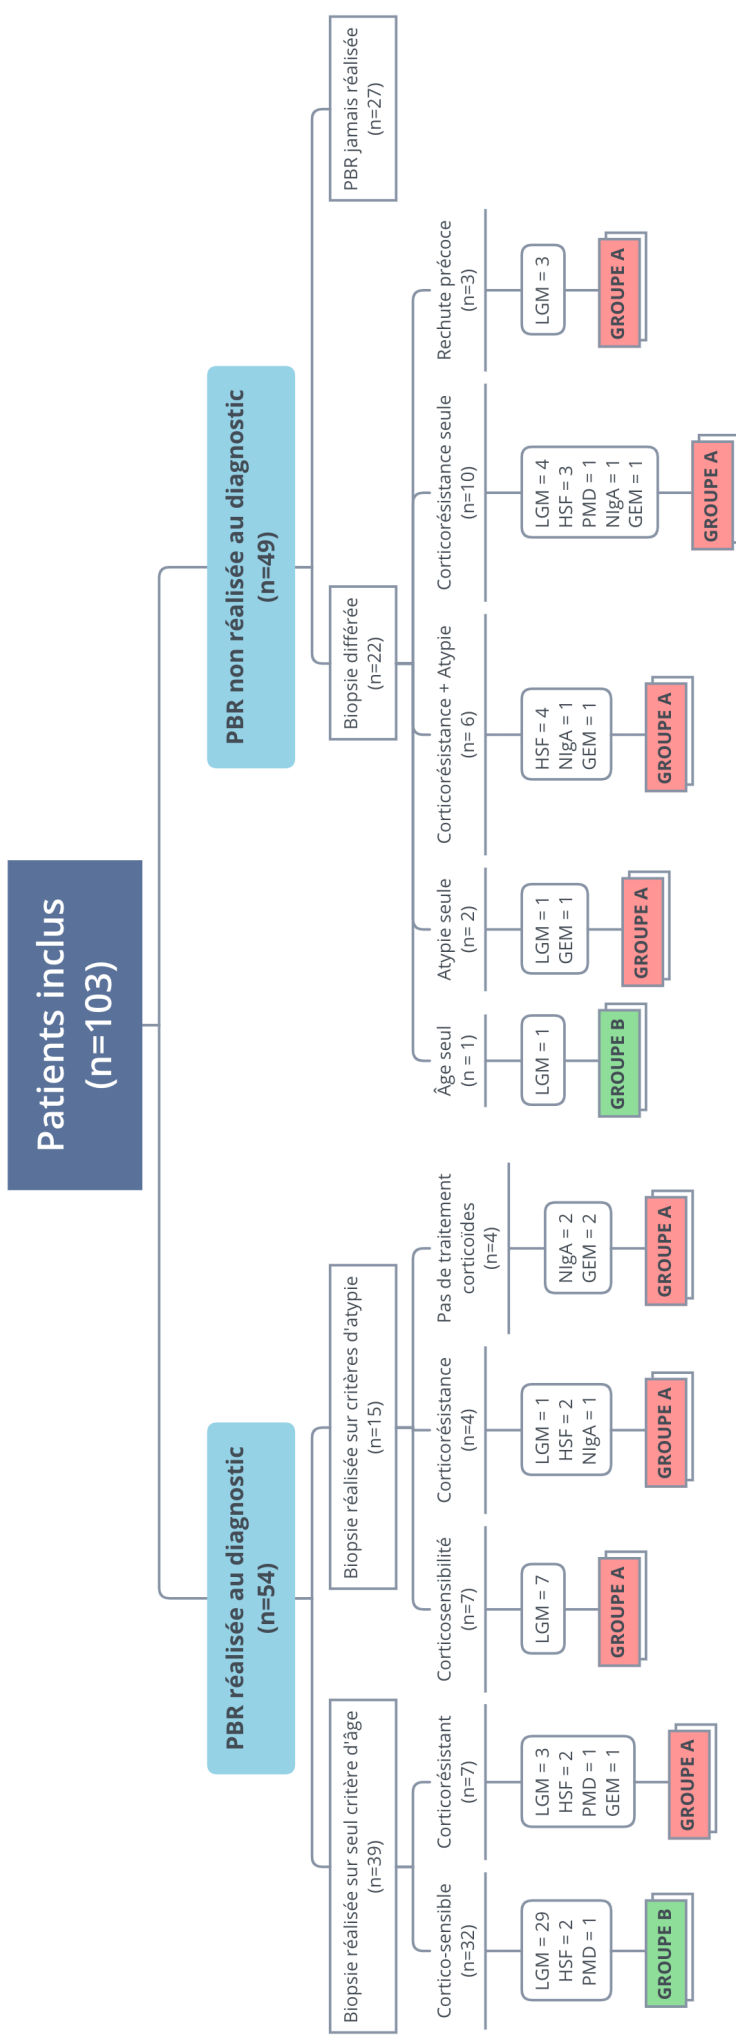 Patients inclus
(n=103)
PBR réalisée au diagnostic
(n=54)
PBR non réalisée au diagnostic
(n=49)
Biopsie réalisée sur seul critère d'âge
(n=39)
Biopsie réalisée sur critères d'atypie
(n=15)
Biopsie différée
(n=22)
PBR jamais réalisée
(n=27)
Cortico-sensible
(n=32)
LGM = 29
HSF = 2
PMD = 1
GROUPE B
Corticorésistant
(n=7)
LGM = 3
HSF = 2
PMD = 1
GEM = 1
GROUPE A
Corticosensibilité
(n=7)
LGM = 7
GROUPE A
Corticorésistance
(n=4)
LGM = 1
HSF = 2
NIgA = 1
GROUPE A
Pas de traitement
corticoïdes
(n=4)
NIgA = 2
GEM = 2
GROUPE A
Âge seul
(n = 1)
LGM = 1
GROUPE B
Atypie seule
(n= 2)
LGM = 1
GEM = 1
GROUPE A
Corticorésistance + Atypie
(n= 6)
HSF = 4
NIgA = 1
GEM = 1
GROUPE A
Corticorésistance seule
(n=10)
LGM = 4
HSF = 3
PMD = 1
NIgA = 1
GEM = 1
GROUPE A
Rechute précoce
(n=3)
LGM = 3
GROUPE A